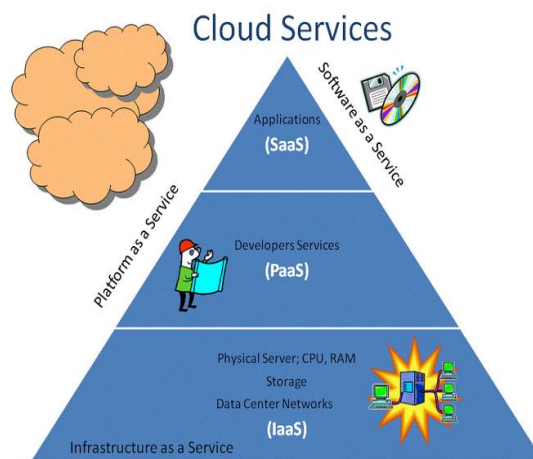 Cloud Services
Software as a Service
Applications
(SaaS)
Platform as a Service
Developers Services
(PaaS)
Physical Server; CPU, RAM
Storage
Data Center Networks
(IaaS)
Infrastructure as a Service